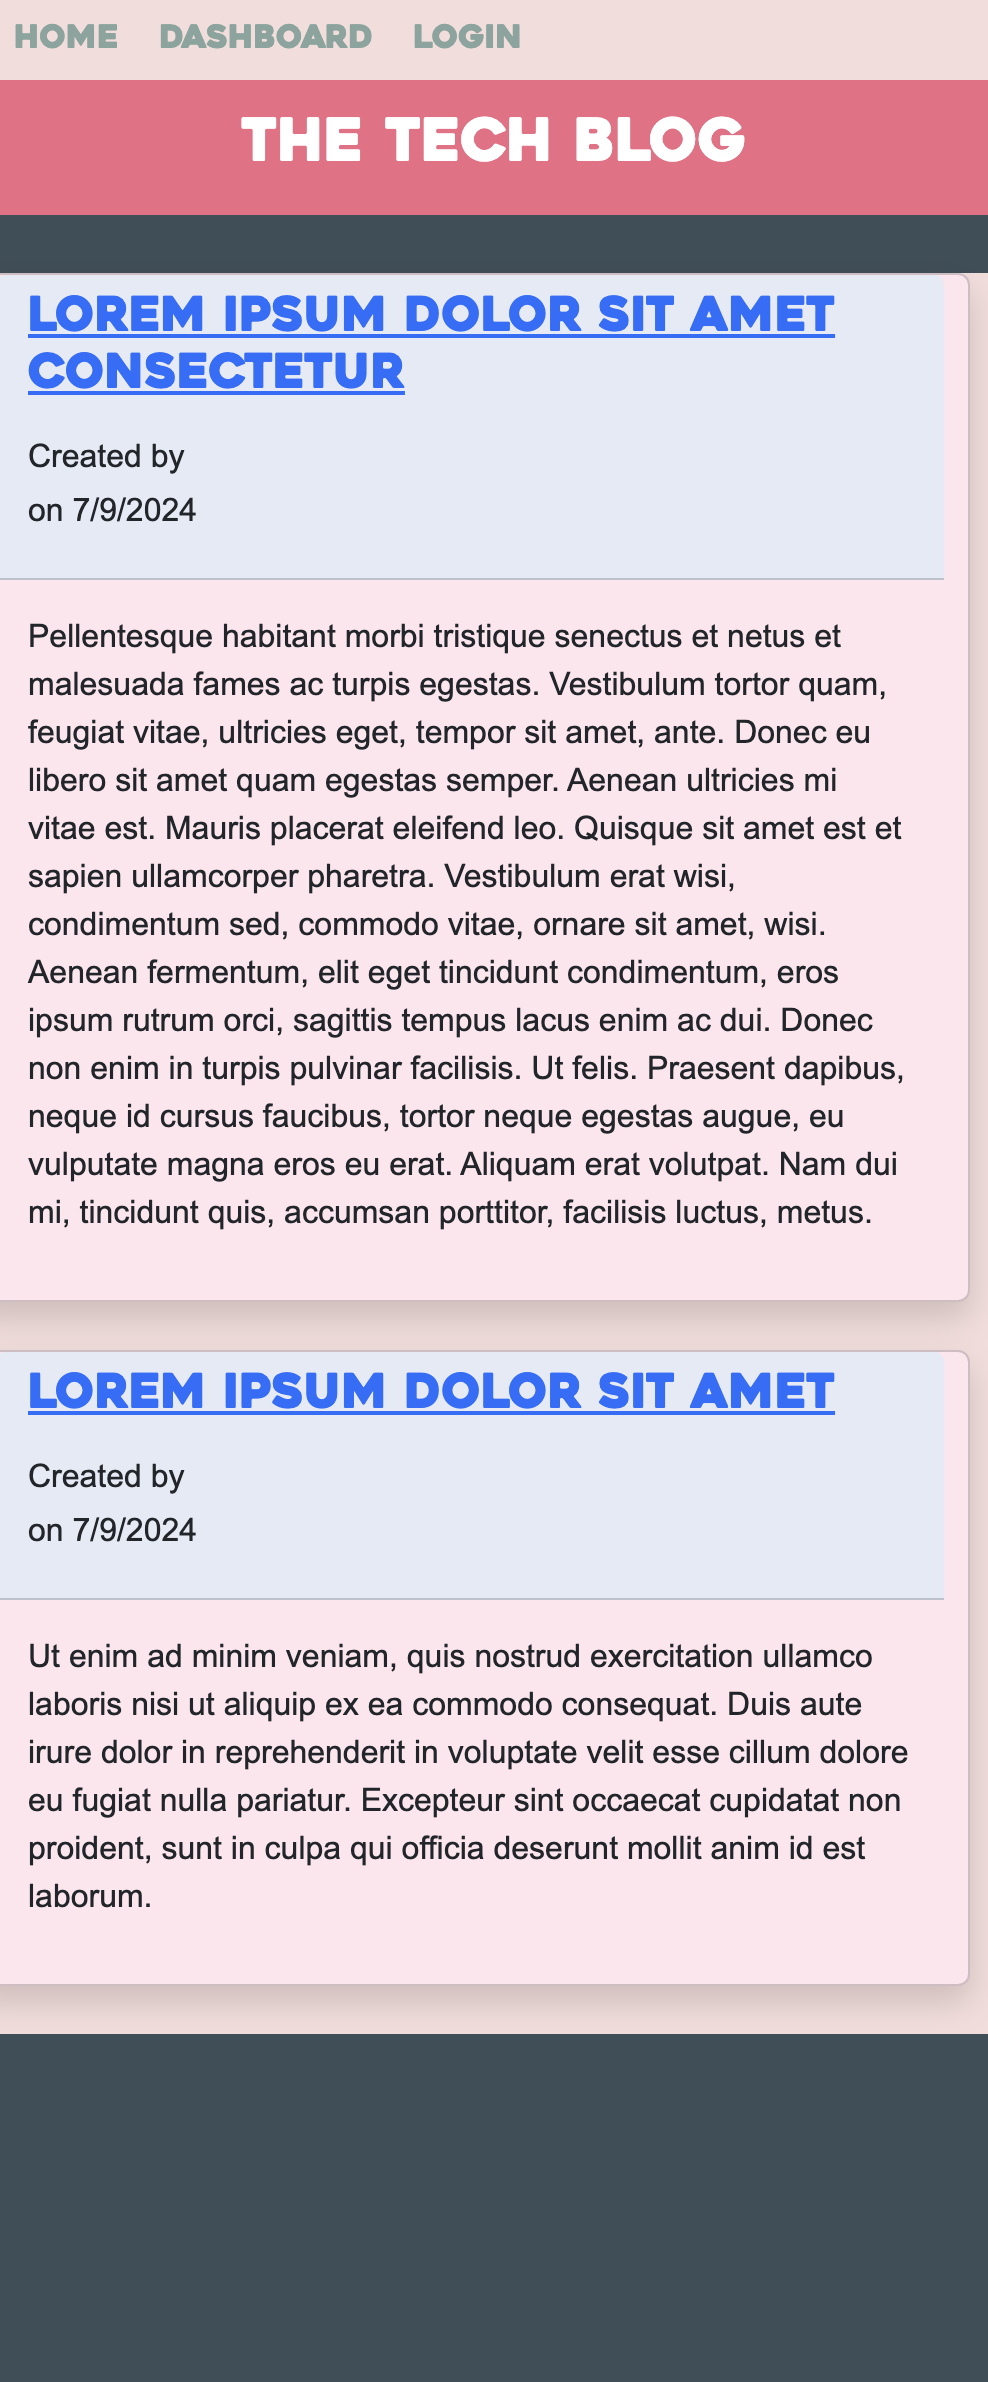 HOME DASHBOARD LOGIN
THE TECH BLOG
LOREM IPSUM DOLOR SIT AMET
CONSECTETUR
Created by
on 7/9/2024
Pellentesque habitant morbi tristique senectus et netus et
malesuada fames ac turpis egestas. Vestibulum tortor quam,
feugiat vitae, ultricies eget, tempor sit amet, ante. Donec eu
libero sit amet quam egestas semper. Aenean ultricies mi
vitae est. Mauris placerat eleifend leo. Quisque sit amet est et
sapien ullamcorper pharetra. Vestibulum erat wisi,
condimentum sed, commodo vitae, ornare sit amet, wisi.
Aenean fermentum, elit eget tincidunt condimentum, eros
ipsum rutrum orci, sagittis tempus lacus enim ac dui. Donec
non enim in turpis pulvinar facilisis. Ut felis. Praesent dapibus,
neque id cursus faucibus, tortor neque egestas augue, eu
vulputate magna eros eu erat. Aliquam erat volutpat. Nam dui
mi, tincidunt quis, accumsan porttitor, facilisis luctus, metus.
LOREM IPSUM DOLOR SIT AMET
Created by
on 7/9/2024
Ut enim ad minim veniam, quis nostrud exercitation ullamco
laboris nisi ut aliquip ex ea commodo consequat. Duis aute
irure dolor in reprehenderit in voluptate velit esse cillum dolore
eu fugiat nulla pariatur. Excepteur sint occaecat cupidatat non
proident, sunt in culpa qui officia deserunt mollit anim id est
laborum.